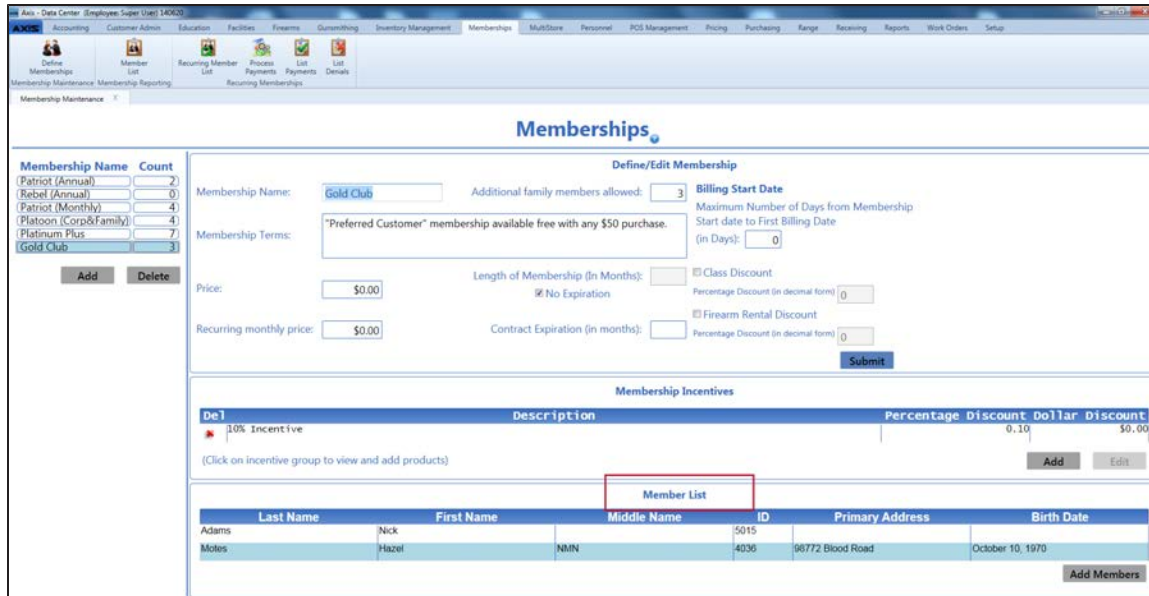 Axis - Data Center (Employee: Super User) 140620
AXIS Accounting Customer Admin Education Facilities Firearms Gunsmithing Inventory Management Memberships MultiStore Personnel POS Management Pricing Purchasing Range Receiving Reports Work Orders Setup
Define Memberships
Member List
Recurring Member List
Process Payments
List Payments
List Denials
Membership Maintenance Membership Reporting Recurring Memberships
Membership Maintenance X
Memberships
Membership Name Count
Patriot (Annual) 2
Rebel (Annual) 0
Patriot (Monthly) 4
Platoon (Corp&Family) 4
Platinum Plus 7
Gold Club 3
Add Delete
Define/Edit Membership
Membership Name: Gold Club
Additional family members allowed: 3
Billing Start Date
Maximum Number of Days from Membership
Start date to First Billing Date
(in Days): 0
Membership Terms: "Preferred Customer" membership available free with any $50 purchase.
Price: $0.00
Length of Membership (In Months):
No Expiration
Class Discount
Percentage Discount (in decimal form) 0
Recurring monthly price: $0.00
Contract Expiration (in months):
Firearm Rental Discount
Percentage Discount (in decimal form) 0
Submit
Membership Incentives
Del Description Percentage Discount Dollar Discount
10% Incentive 0.10 $0.00
(Click on incentive group to view and add products)
Add Edit
Member List
Last Name First Name Middle Name ID Primary Address Birth Date
Adams Nick 5015
Motes Hazel NMN 4036 98772 Blood Road October 10, 1970
Add Members